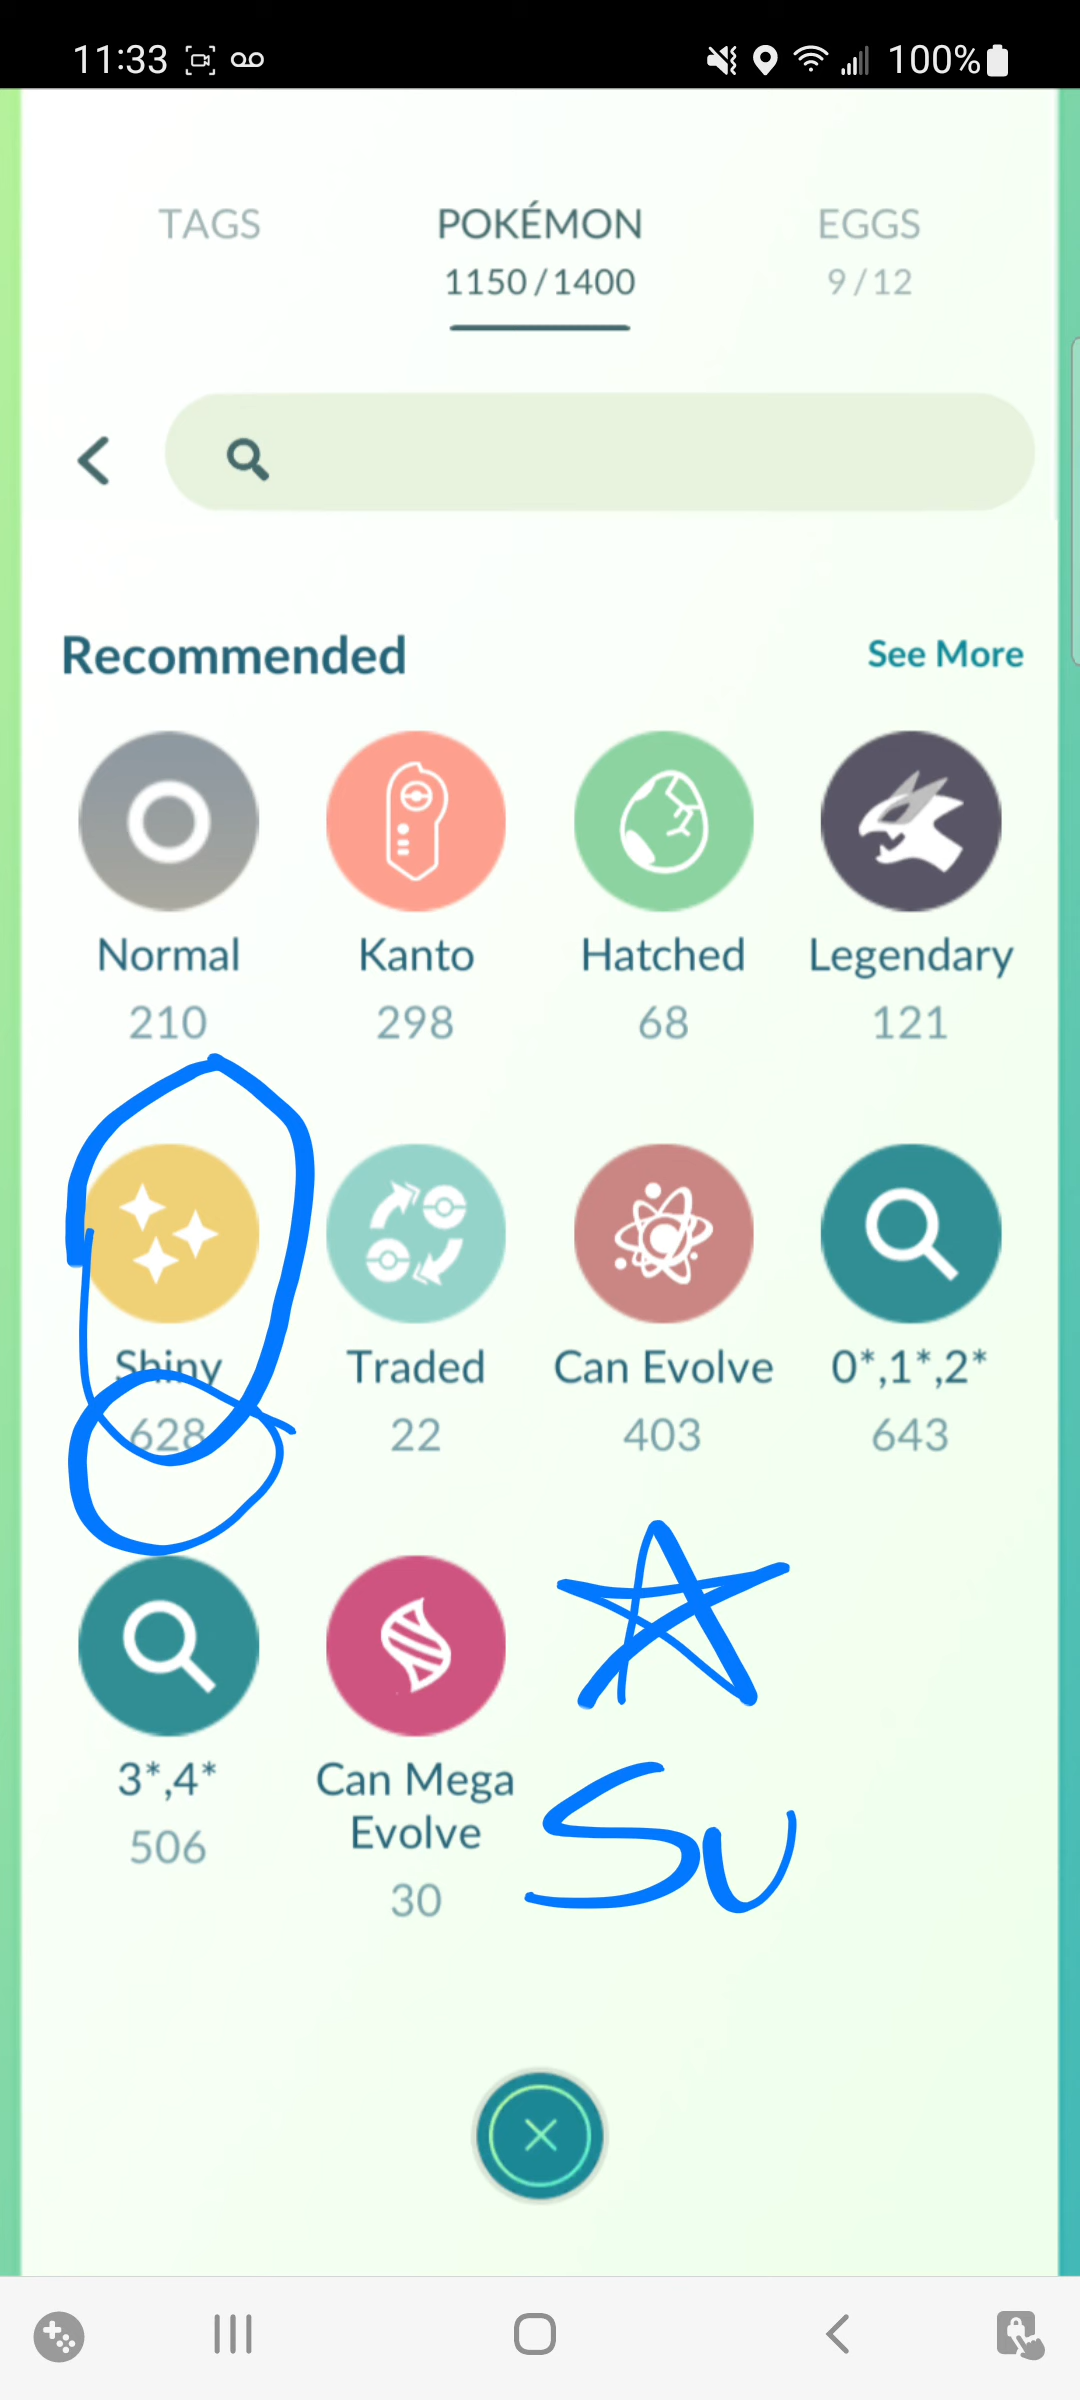 11:33 100%
TAGS POKÉMON EGGS
1150/1400 9/12
Recommended See More
Normal Kanto Hatched Legendary
210 298 68 121
Shiny Traded Can Evolve 0*,1*,2*
628 22 403 643
3*,4* Can Mega
Evolve
506 30
SU